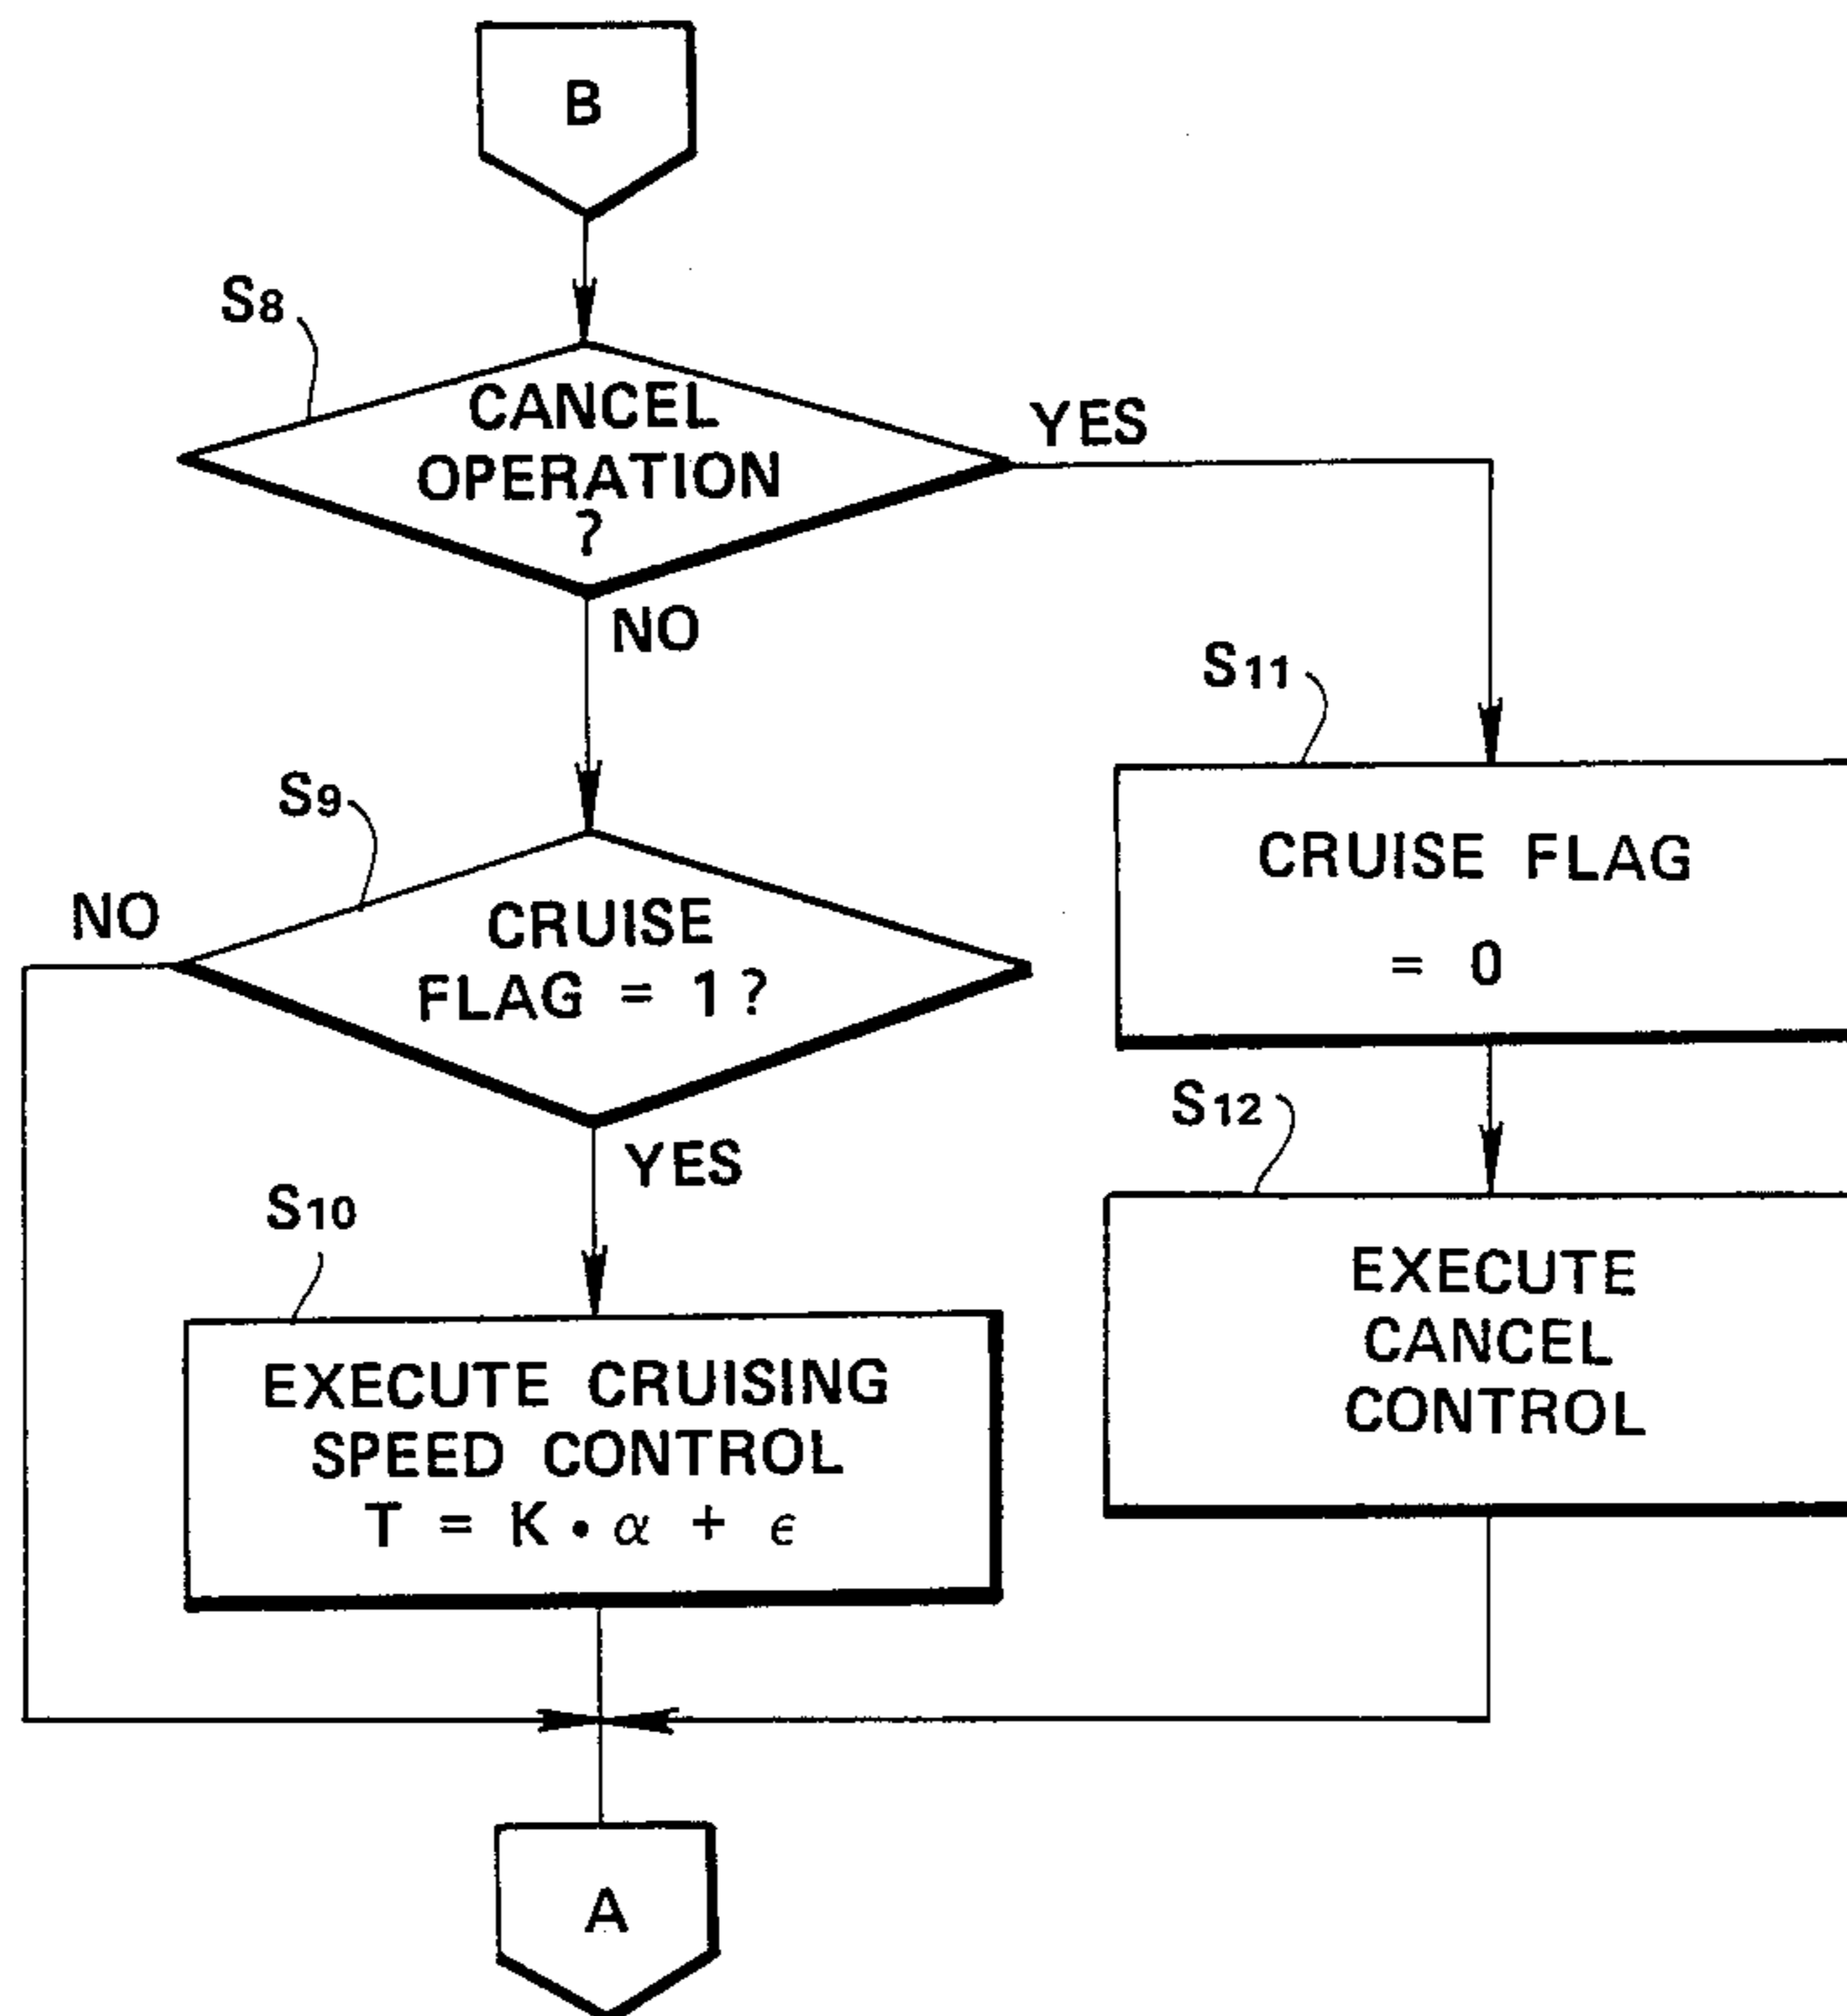 B
S8
CANCEL
OPERATION
?
YES
NO
S11
CRUISE FLAG
= 0
S9
NO
CRUISE
FLAG = 1?
YES
S12
EXECUTE
CANCEL
CONTROL
S10
EXECUTE CRUISING
SPEED CONTROL
T = K • α + ϵ
A